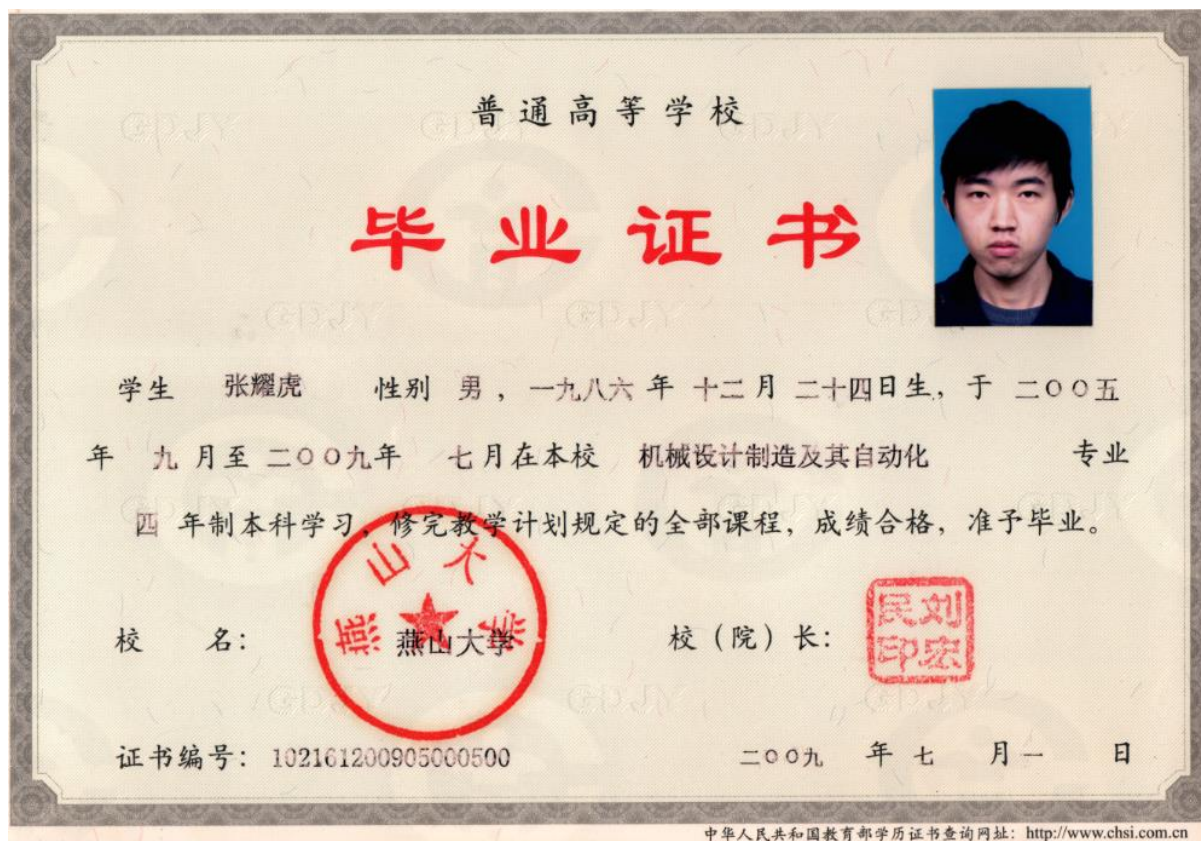 普通高等学校
毕业证书
学生 张耀虎 性别 男，一九八六年 十二月 二十四日生，于 二〇〇五
年 九月至 二〇〇九年 七月在本校 机械设计制造及其自动化 专业
四 年制本科学习，修完教学计划规定的全部课程，成绩合格，准予毕业。
燕山大学
校 名： 燕山大学 校（院）长： 刘宏民印
证书编号：102161200905000500 二〇〇九 年 七 月 一 日
中华人民共和国教育部学历证书查询网址：http://www.chsi.com.cn